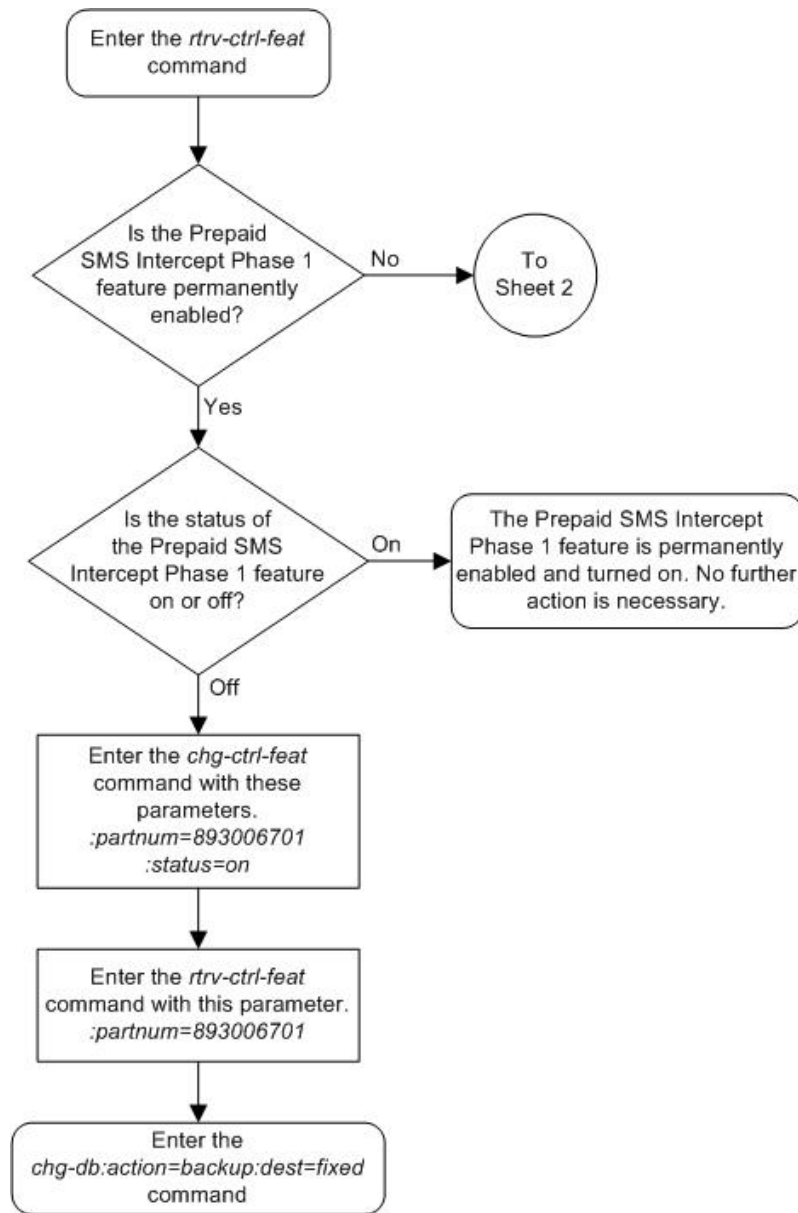 Enter the rtrv-ctrl-feat
command
Is the Prepaid
SMS Intercept Phase 1
feature permanently
enabled?
No
To
Sheet 2
Yes
Is the status of
the Prepaid SMS
Intercept Phase 1 feature
on or off?
On
The Prepaid SMS Intercept
Phase 1 feature is permanently
enabled and turned on. No further
action is necessary.
Off
Enter the chg-ctrl-feat
command with these
parameters.
:partnum=893006701
:status=on
Enter the rtrv-ctrl-feat
command with this parameter.
:partnum=893006701
Enter the
chg-db:action=backup:dest=fixed
command